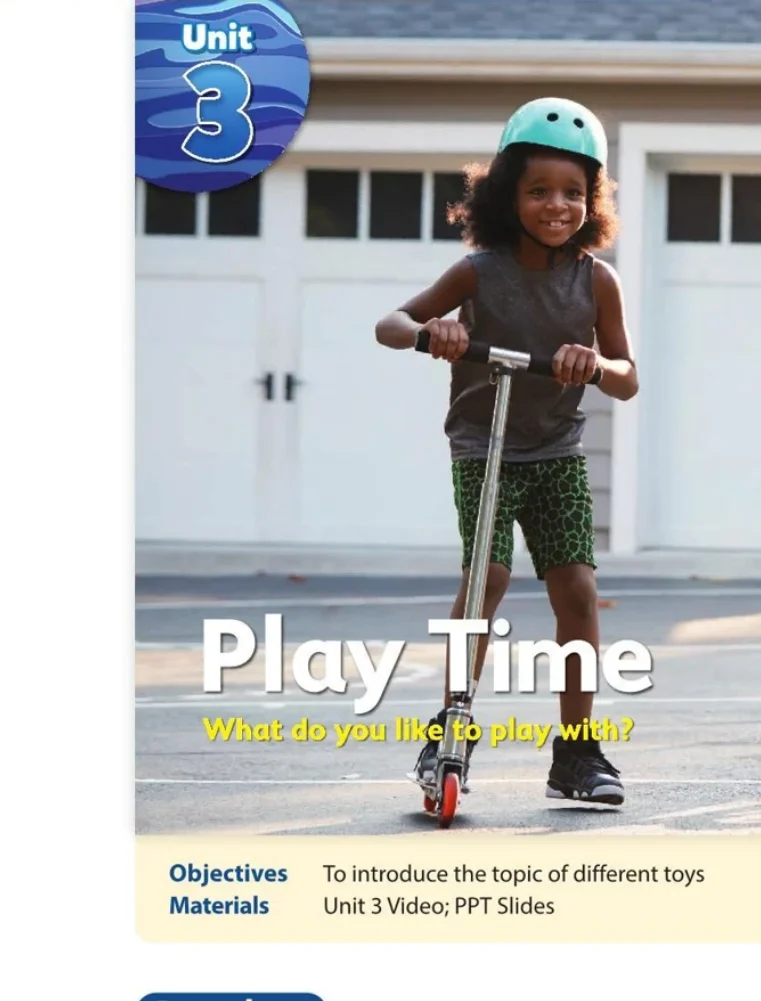 Unit
3
Play Time
What do you like to play with?
Objectives To introduce the topic of different toys
Materials Unit 3 Video; PPT Slides